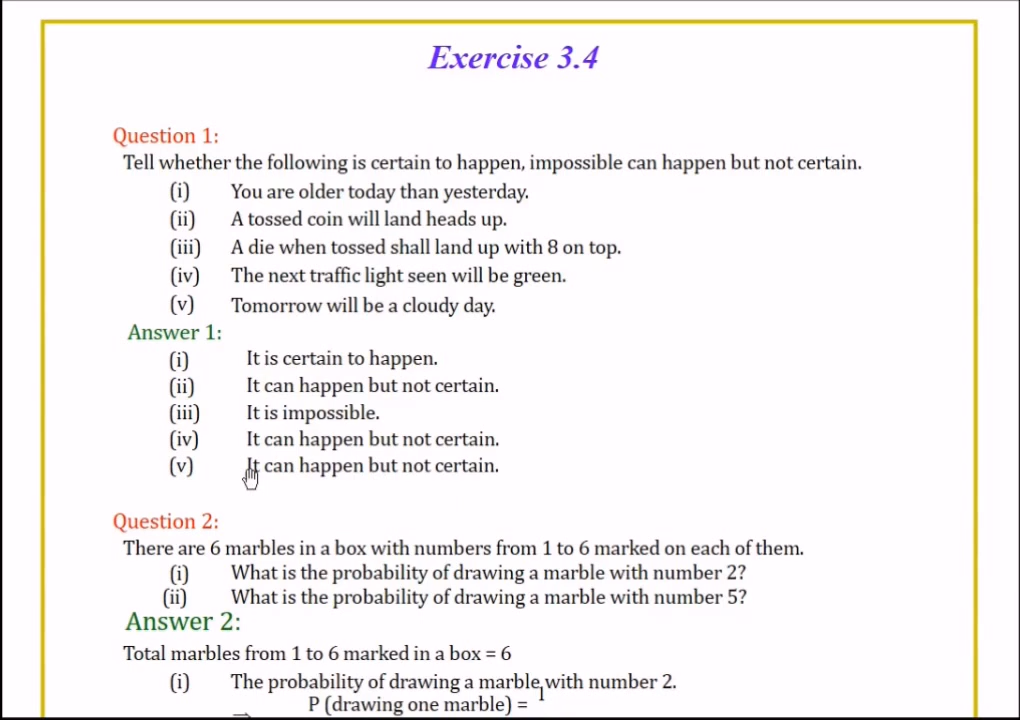 Exercise 3.4
Question 1:
Tell whether the following is certain to happen, impossible can happen but not certain.
(i) You are older today than yesterday.
(ii) A tossed coin will land heads up.
(iii) A die when tossed shall land up with 8 on top.
(iv) The next traffic light seen will be green.
(v) Tomorrow will be a cloudy day.
Answer 1:
(i) It is certain to happen.
(ii) It can happen but not certain.
(iii) It is impossible.
(iv) It can happen but not certain.
(v) It can happen but not certain.
Question 2:
There are 6 marbles in a box with numbers from 1 to 6 marked on each of them.
(i) What is the probability of drawing a marble with number 2?
(ii) What is the probability of drawing a marble with number 5?
Answer 2:
Total marbles from 1 to 6 marked in a box = 6
(i) The probability of drawing a marble with number 2.
P (drawing one marble) = 1